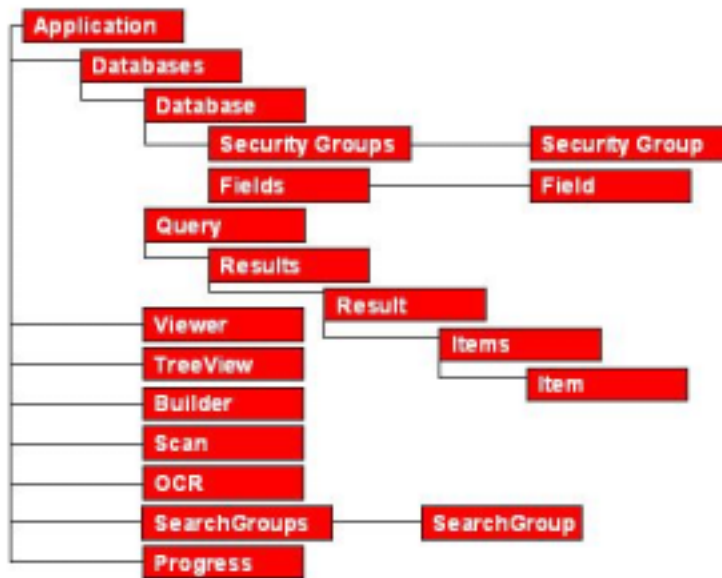 Application
Databases
Database
Security Groups Security Group
Fields Field
Query
Results
Result
Viewer
Items
TreeView
Item
Builder
Scan
OCR
SearchGroups SearchGroup
Progress